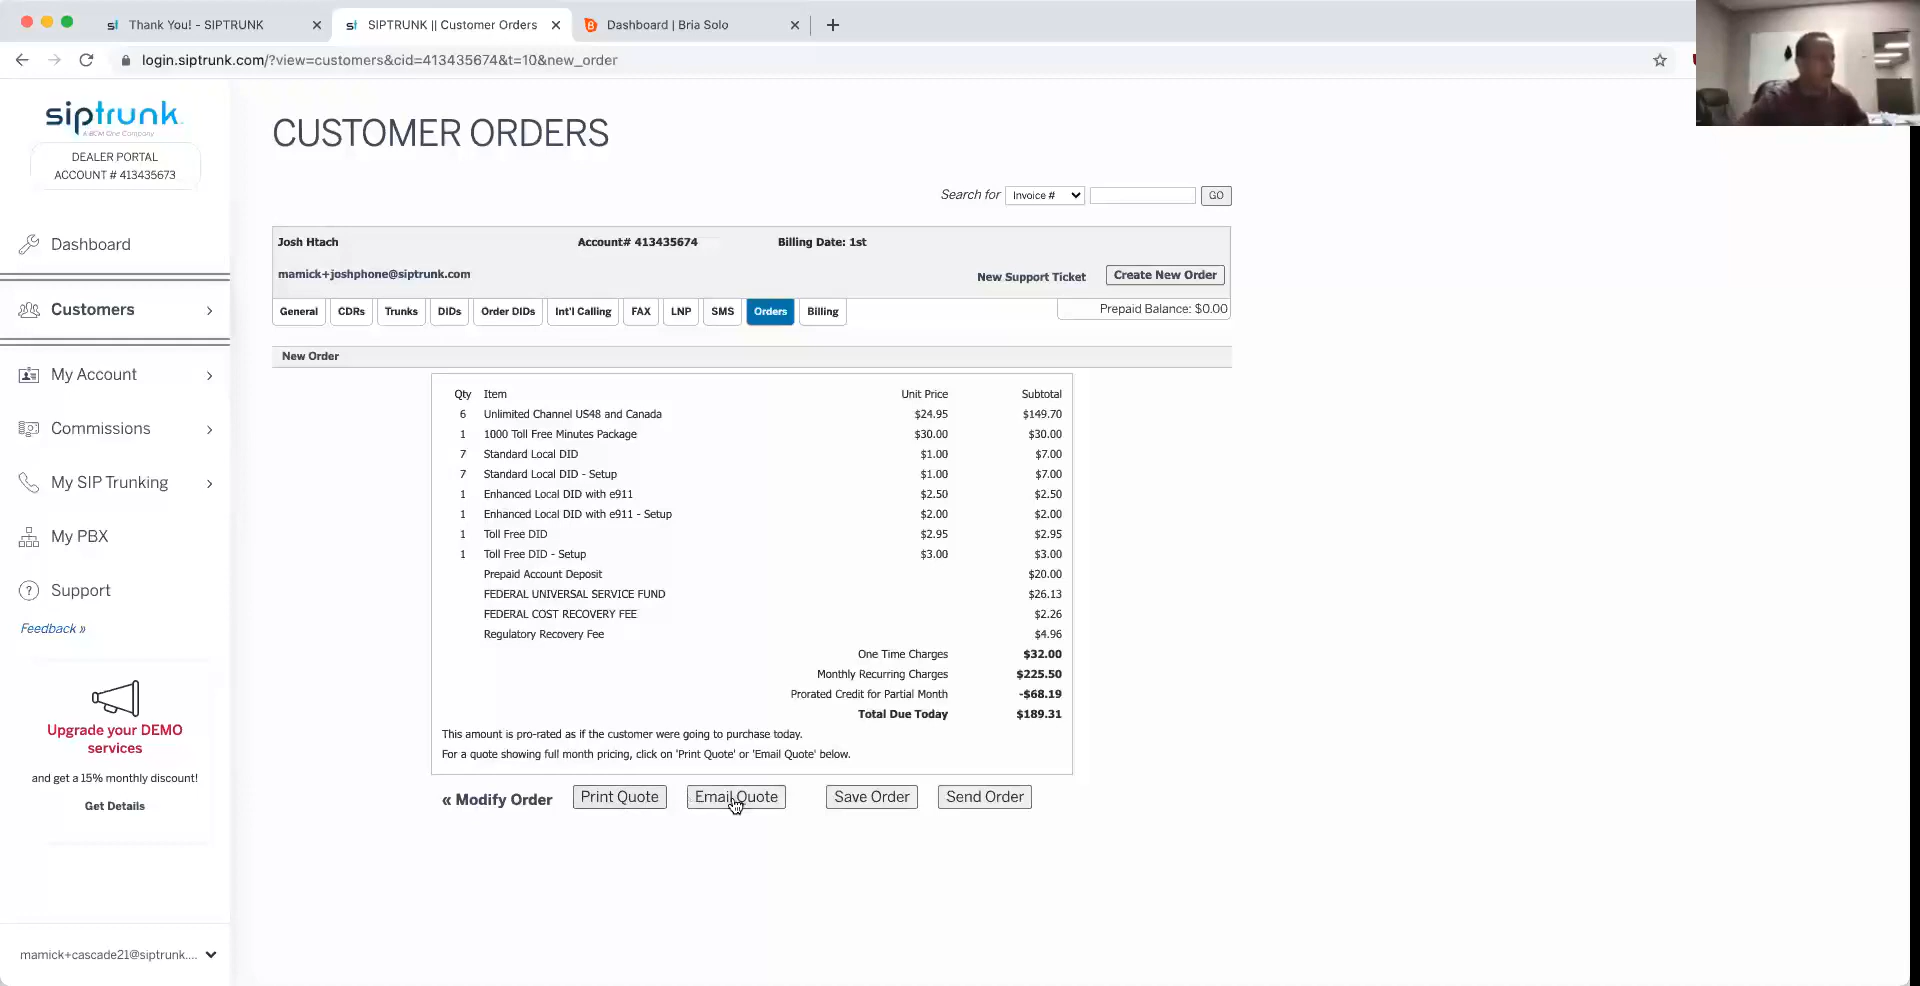 Thank You! - SIPTRUNK
SIPTRUNK || Customer Orders
Dashboard | Bria Solo
login.siptrunk.com/?view=customers&cid=413435674&t=10&new_order
siptrunk.
A BCM One Company
DEALER PORTAL
ACCOUNT # 413435673
Dashboard
Customers
My Account
Commissions
My SIP Trunking
My PBX
Support
Feedback »
Upgrade your DEMO
services
and get a 15% monthly discount!
Get Details
mamick+cascade21@siptrunk....
CUSTOMER ORDERS
Search for Invoice # GO
Josh Htach Account# 413435674 Billing Date: 1st
mamick+joshphone@siptrunk.com New Support Ticket Create New Order
General CDRs Trunks DIDs Order DIDs Int'l Calling FAX LNP SMS Orders Billing
Prepaid Balance: $0.00
New Order
Qty Item Unit Price Subtotal
6 Unlimited Channel US48 and Canada $24.95 $149.70
1 1000 Toll Free Minutes Package $30.00 $30.00
7 Standard Local DID $1.00 $7.00
7 Standard Local DID - Setup $1.00 $7.00
1 Enhanced Local DID with e911 $2.50 $2.50
1 Enhanced Local DID with e911 - Setup $2.00 $2.00
1 Toll Free DID $2.95 $2.95
1 Toll Free DID - Setup $3.00 $3.00
Prepaid Account Deposit $20.00
FEDERAL UNIVERSAL SERVICE FUND $26.13
FEDERAL COST RECOVERY FEE $2.26
Regulatory Recovery Fee $4.96
One Time Charges $32.00
Monthly Recurring Charges $225.50
Prorated Credit for Partial Month -$68.19
Total Due Today $189.31
This amount is pro-rated as if the customer were going to purchase today.
For a quote showing full month pricing, click on 'Print Quote' or 'Email Quote' below.
« Modify Order Print Quote Email Quote Save Order Send Order